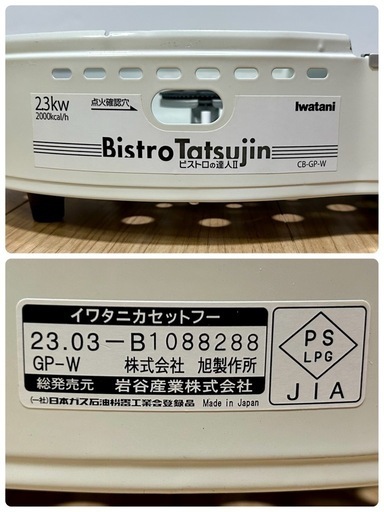 2.3kw
2000kcal/h
点火確認穴
Iwatani
Bistro Tatsujin
ビストロの達人II
CB-GP-W
イワタニカセットフー
23.03-B1088288
GP-W 株式会社 旭製作所
総発売元 岩谷産業株式会社
(一社)日本ガス石油機器工業会登録品 Made in Japan
PS
LPG
JIA